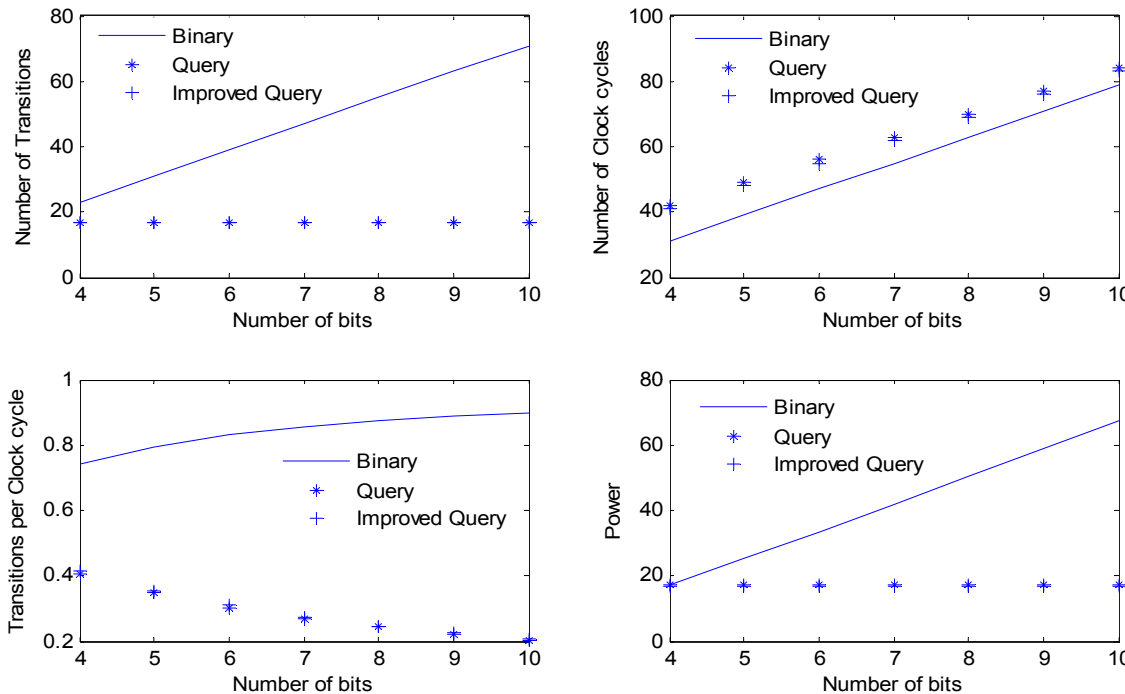 80
60
40
20
0
Number of Transitions
Binary
Query
Improved Query
4 5 6 7 8 9 10
Number of bits
100
80
60
40
20
Number of Clock cycles
Binary
Query
Improved Query
4 5 6 7 8 9 10
Number of bits
1
0.8
0.6
0.4
0.2
Transitions per Clock cycle
Binary
Query
Improved Query
4 5 6 7 8 9 10
Number of bits
80
60
40
20
0
Power
Binary
Query
Improved Query
4 5 6 7 8 9 10
Number of bits